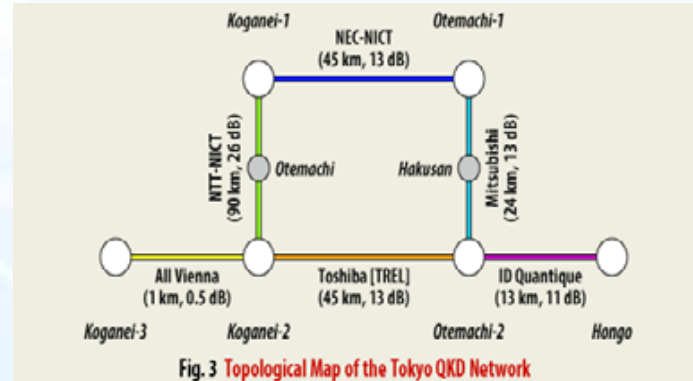 Koganei-1
Otemachi-1
NEC-NICT
(45 km, 13 dB)
NTT-NICT
(90 km, 26 dB)
Otemachi
Hakusan
Mitsubishi
(24 km, 13 dB)
All Vienna
(1 km, 0.5 dB)
Toshiba [TREL]
(45 km, 13 dB)
ID Quantique
(13 km, 11 dB)
Koganei-3
Koganei-2
Otemachi-2
Hongo
Fig. 3 Topological Map of the Tokyo QKD Network